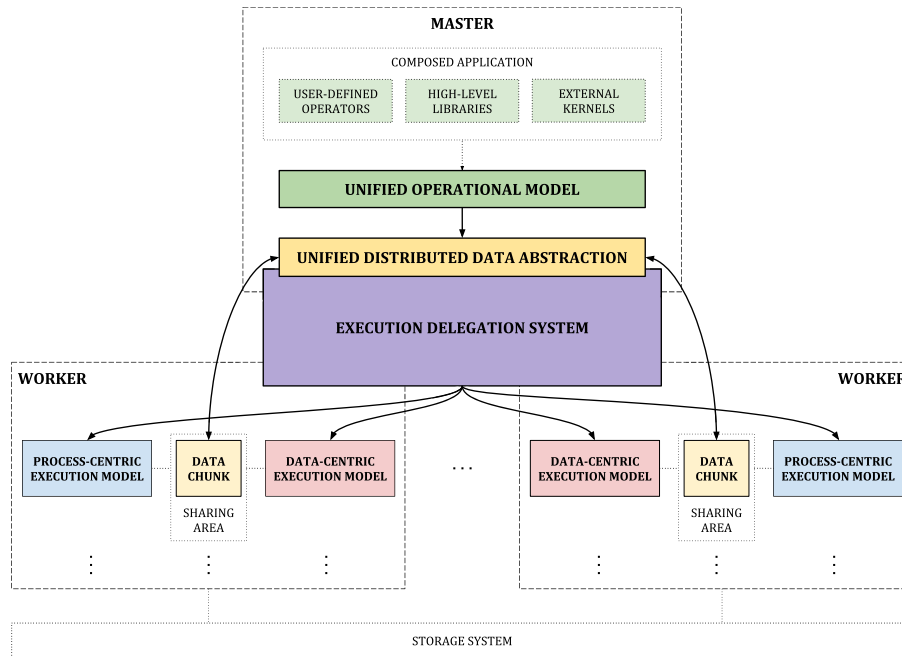 MASTER
COMPOSED APPLICATION
USER-DEFINED
OPERATORS
HIGH-LEVEL
LIBRARIES
EXTERNAL
KERNELS
UNIFIED OPERATIONAL MODEL
UNIFIED DISTRIBUTED DATA ABSTRACTION
EXECUTION DELEGATION SYSTEM
WORKER
WORKER
PROCESS-CENTRIC
EXECUTION MODEL
DATA
CHUNK
DATA-CENTRIC
EXECUTION MODEL
...
DATA-CENTRIC
EXECUTION MODEL
DATA
CHUNK
PROCESS-CENTRIC
EXECUTION MODEL
SHARING
AREA
SHARING
AREA
STORAGE SYSTEM